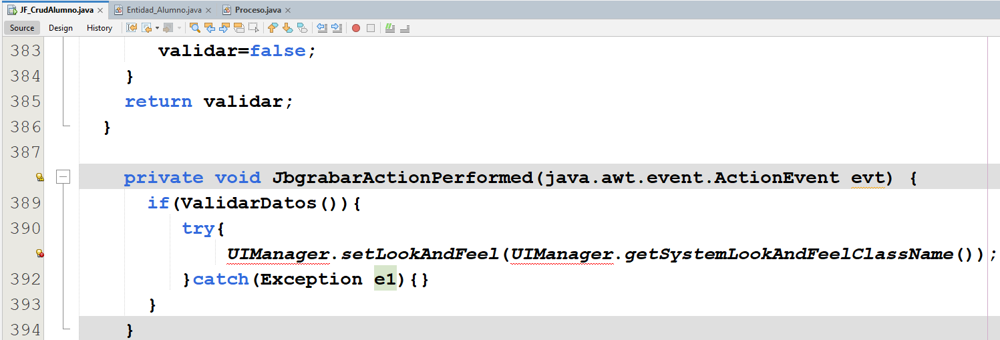 JF_CrudAlumno.java Entidad_Alumno.java Proceso.java
Source Design History
383 validar=false;
384 }
385 return validar;
386 }
387
private void JbgrabarActionPerformed(java.awt.event.ActionEvent evt) {
389 if(ValidarDatos()){
390 try{
UIManager.setLookAndFeel(UIManager.getSystemLookAndFeelClassName());
392 }catch(Exception e1){}
393 }
394 }